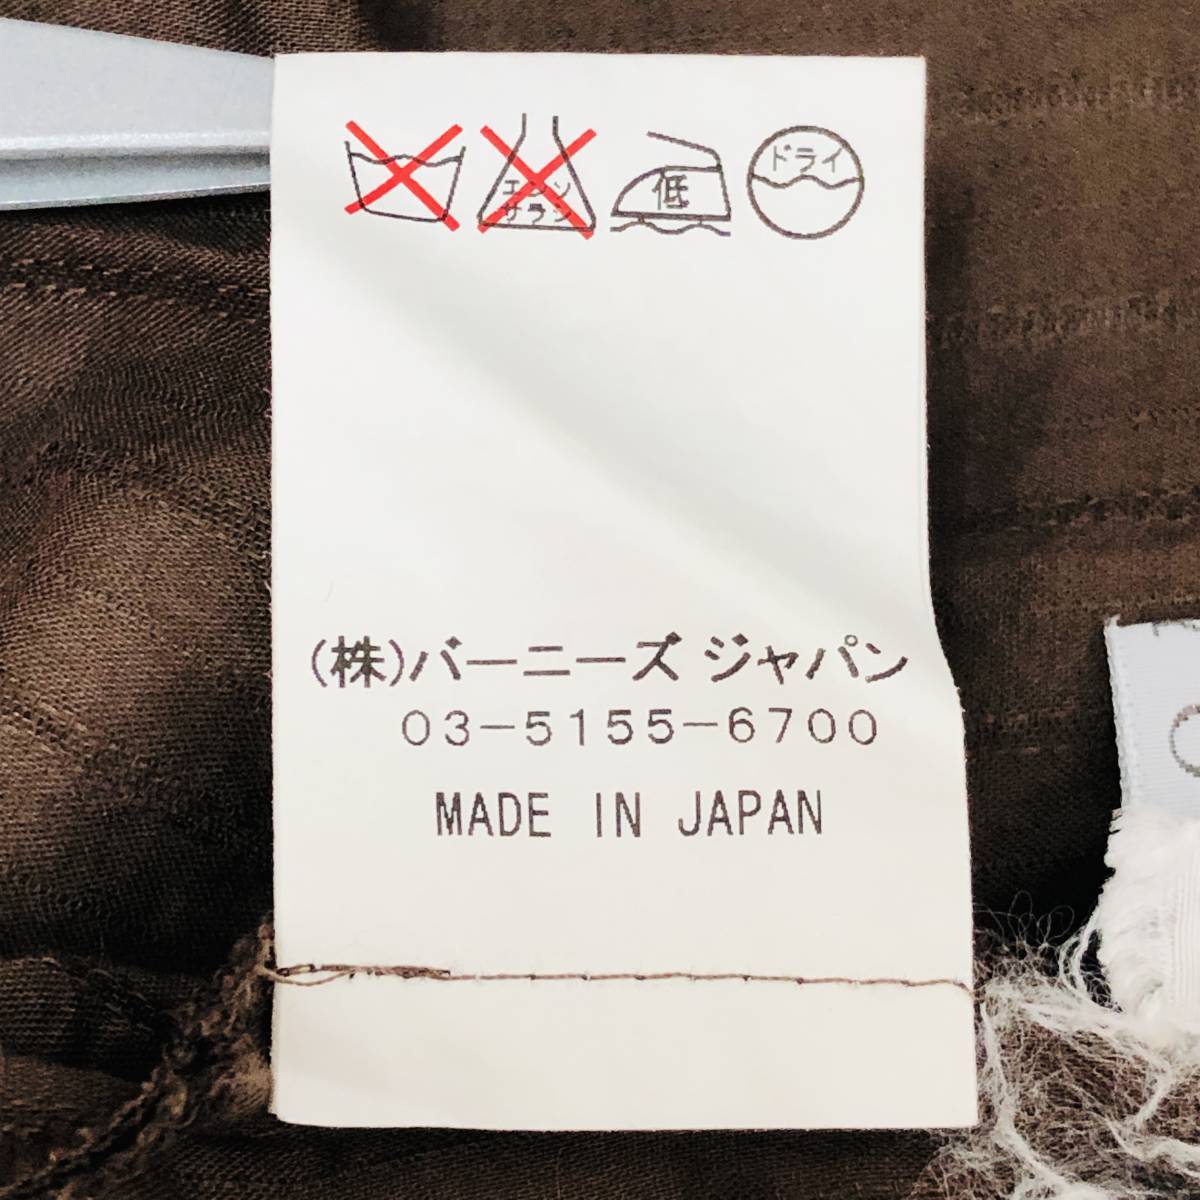 エンソ
サラシ
低
ドライ
(株)バーニーズ ジャパン
03-5155-6700
MADE IN JAPAN